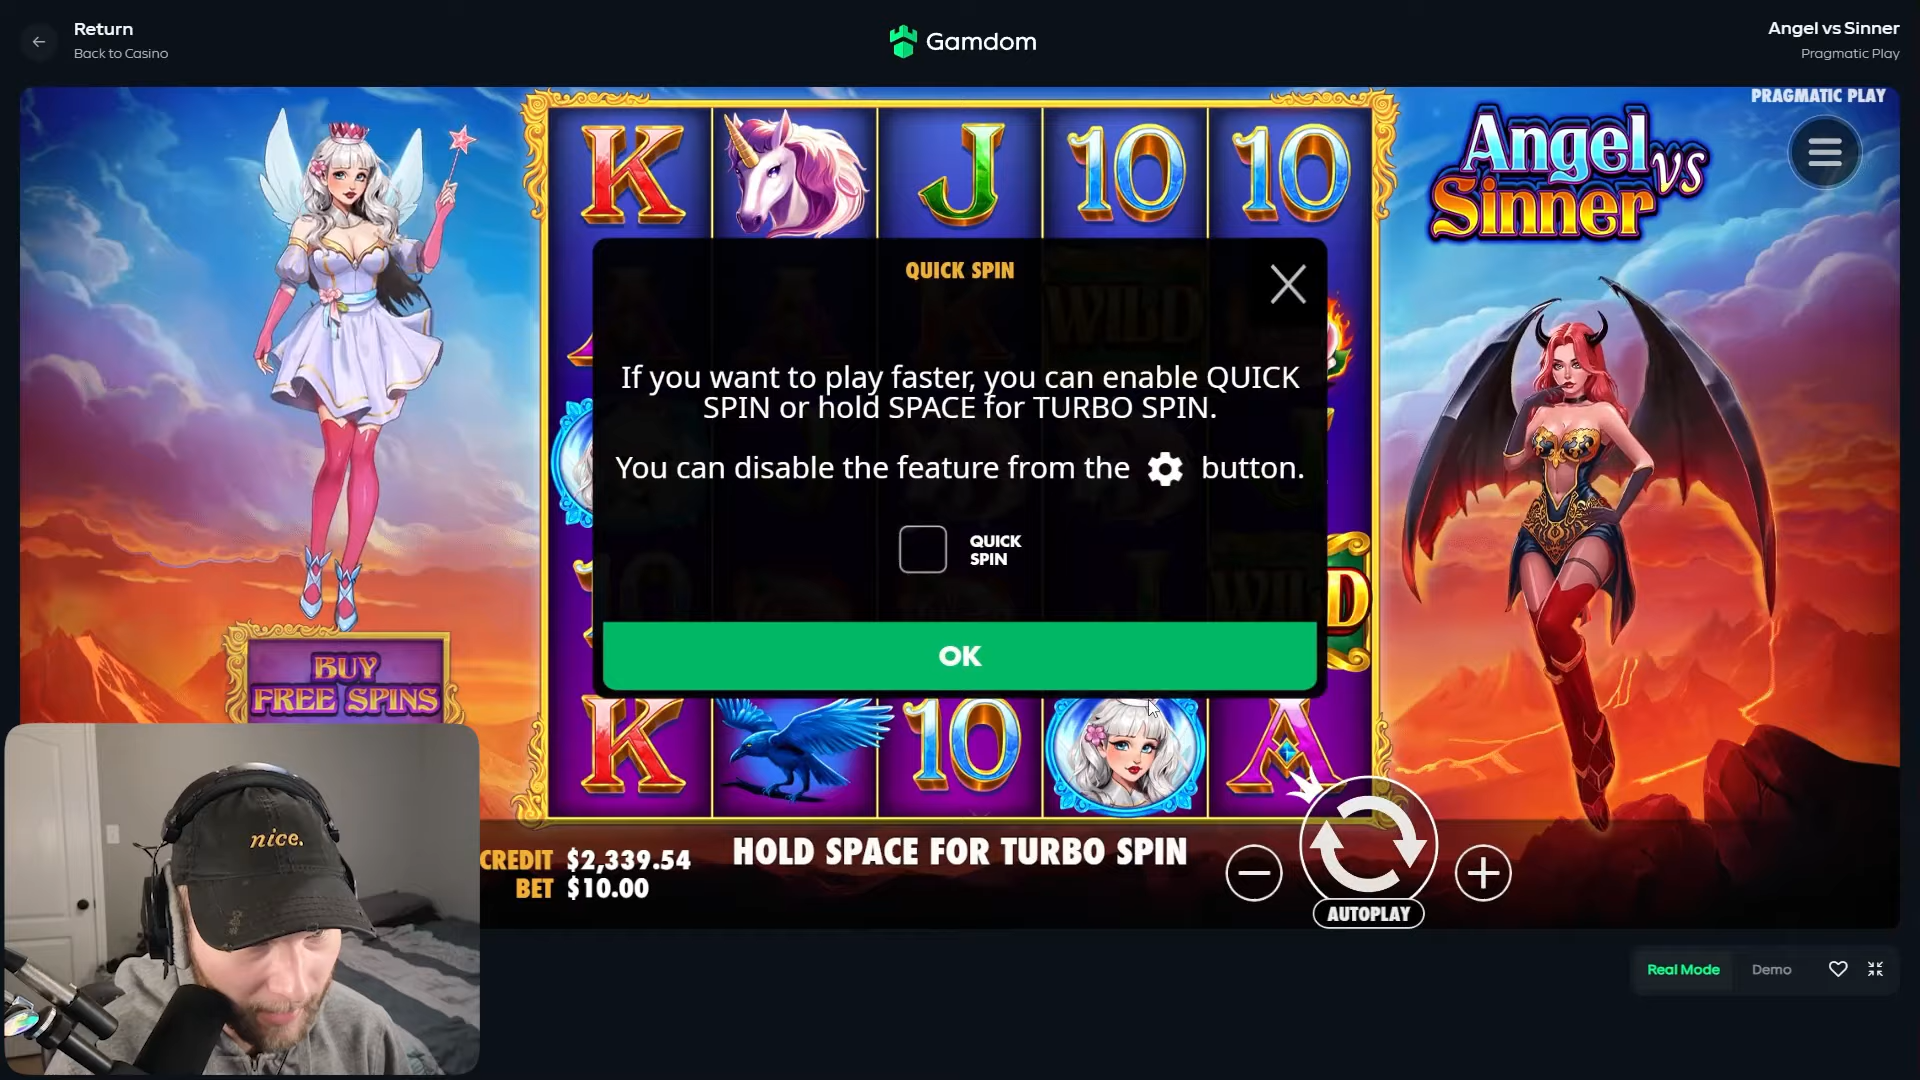 Return
Back to Casino
Gamdom
Angel vs Sinner
Pragmatic Play
PRAGMATIC PLAY
K
J
10
10
Angel vs
Sinner
QUICK SPIN
WILD
If you want to play faster, you can enable QUICK
SPIN or hold SPACE for TURBO SPIN.
You can disable the feature from the button.
QUICK
SPIN
OK
BUY
FREE SPINS
K
10
A
nice.
CREDIT $2,339.54
BET $10.00
HOLD SPACE FOR TURBO SPIN
AUTOPLAY
Real Mode
Demo